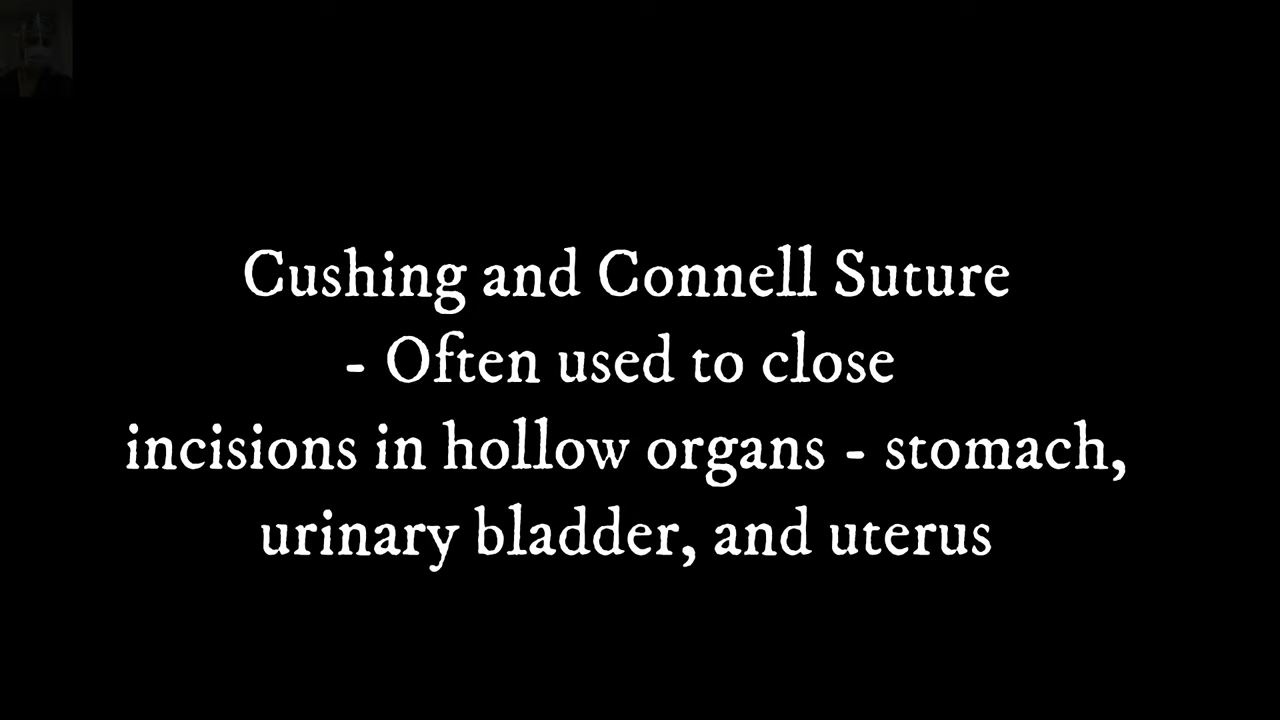 Cushing and Connell Suture
- Often used to close
incisions in hollow organs - stomach,
urinary bladder, and uterus